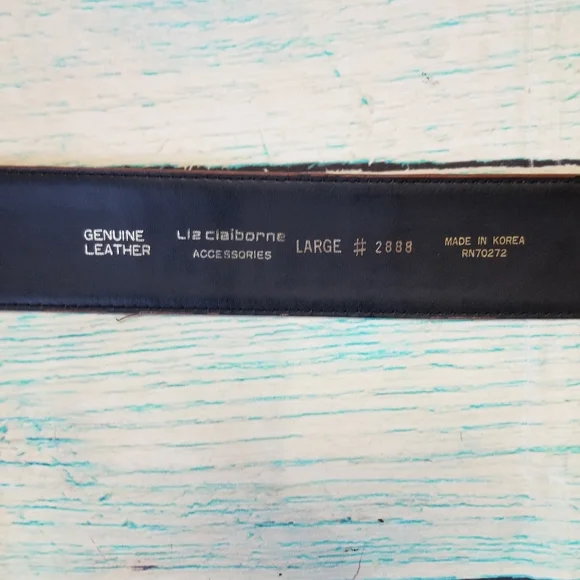 GENUINE
LEATHER
Liz claiborne
ACCESSORIES
LARGE # 2888
MADE IN KOREA
RN70272